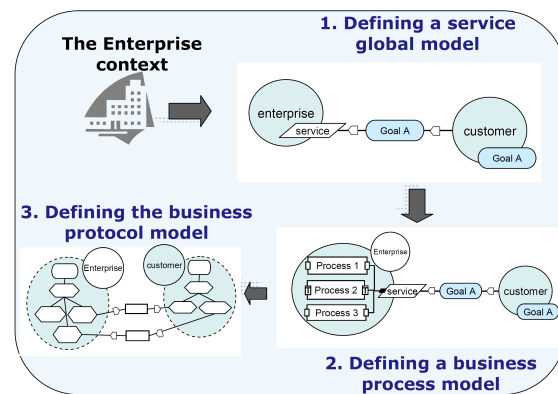 The Enterprise
context
1. Defining a service
global model
enterprise
service
Goal A
customer
Goal A
3. Defining the business
protocol model
Enterprise
customer
Enterprise
Process 1
Process 2
Process 3
service
Goal A
customer
Goal A
2. Defining a business
process model